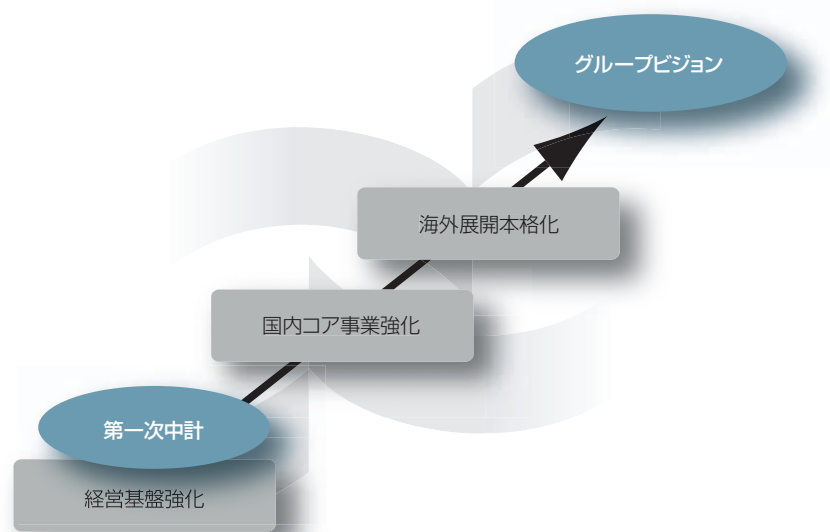 グループビジョン
海外展開本格化
国内コア事業強化
第一次中計
経営基盤強化